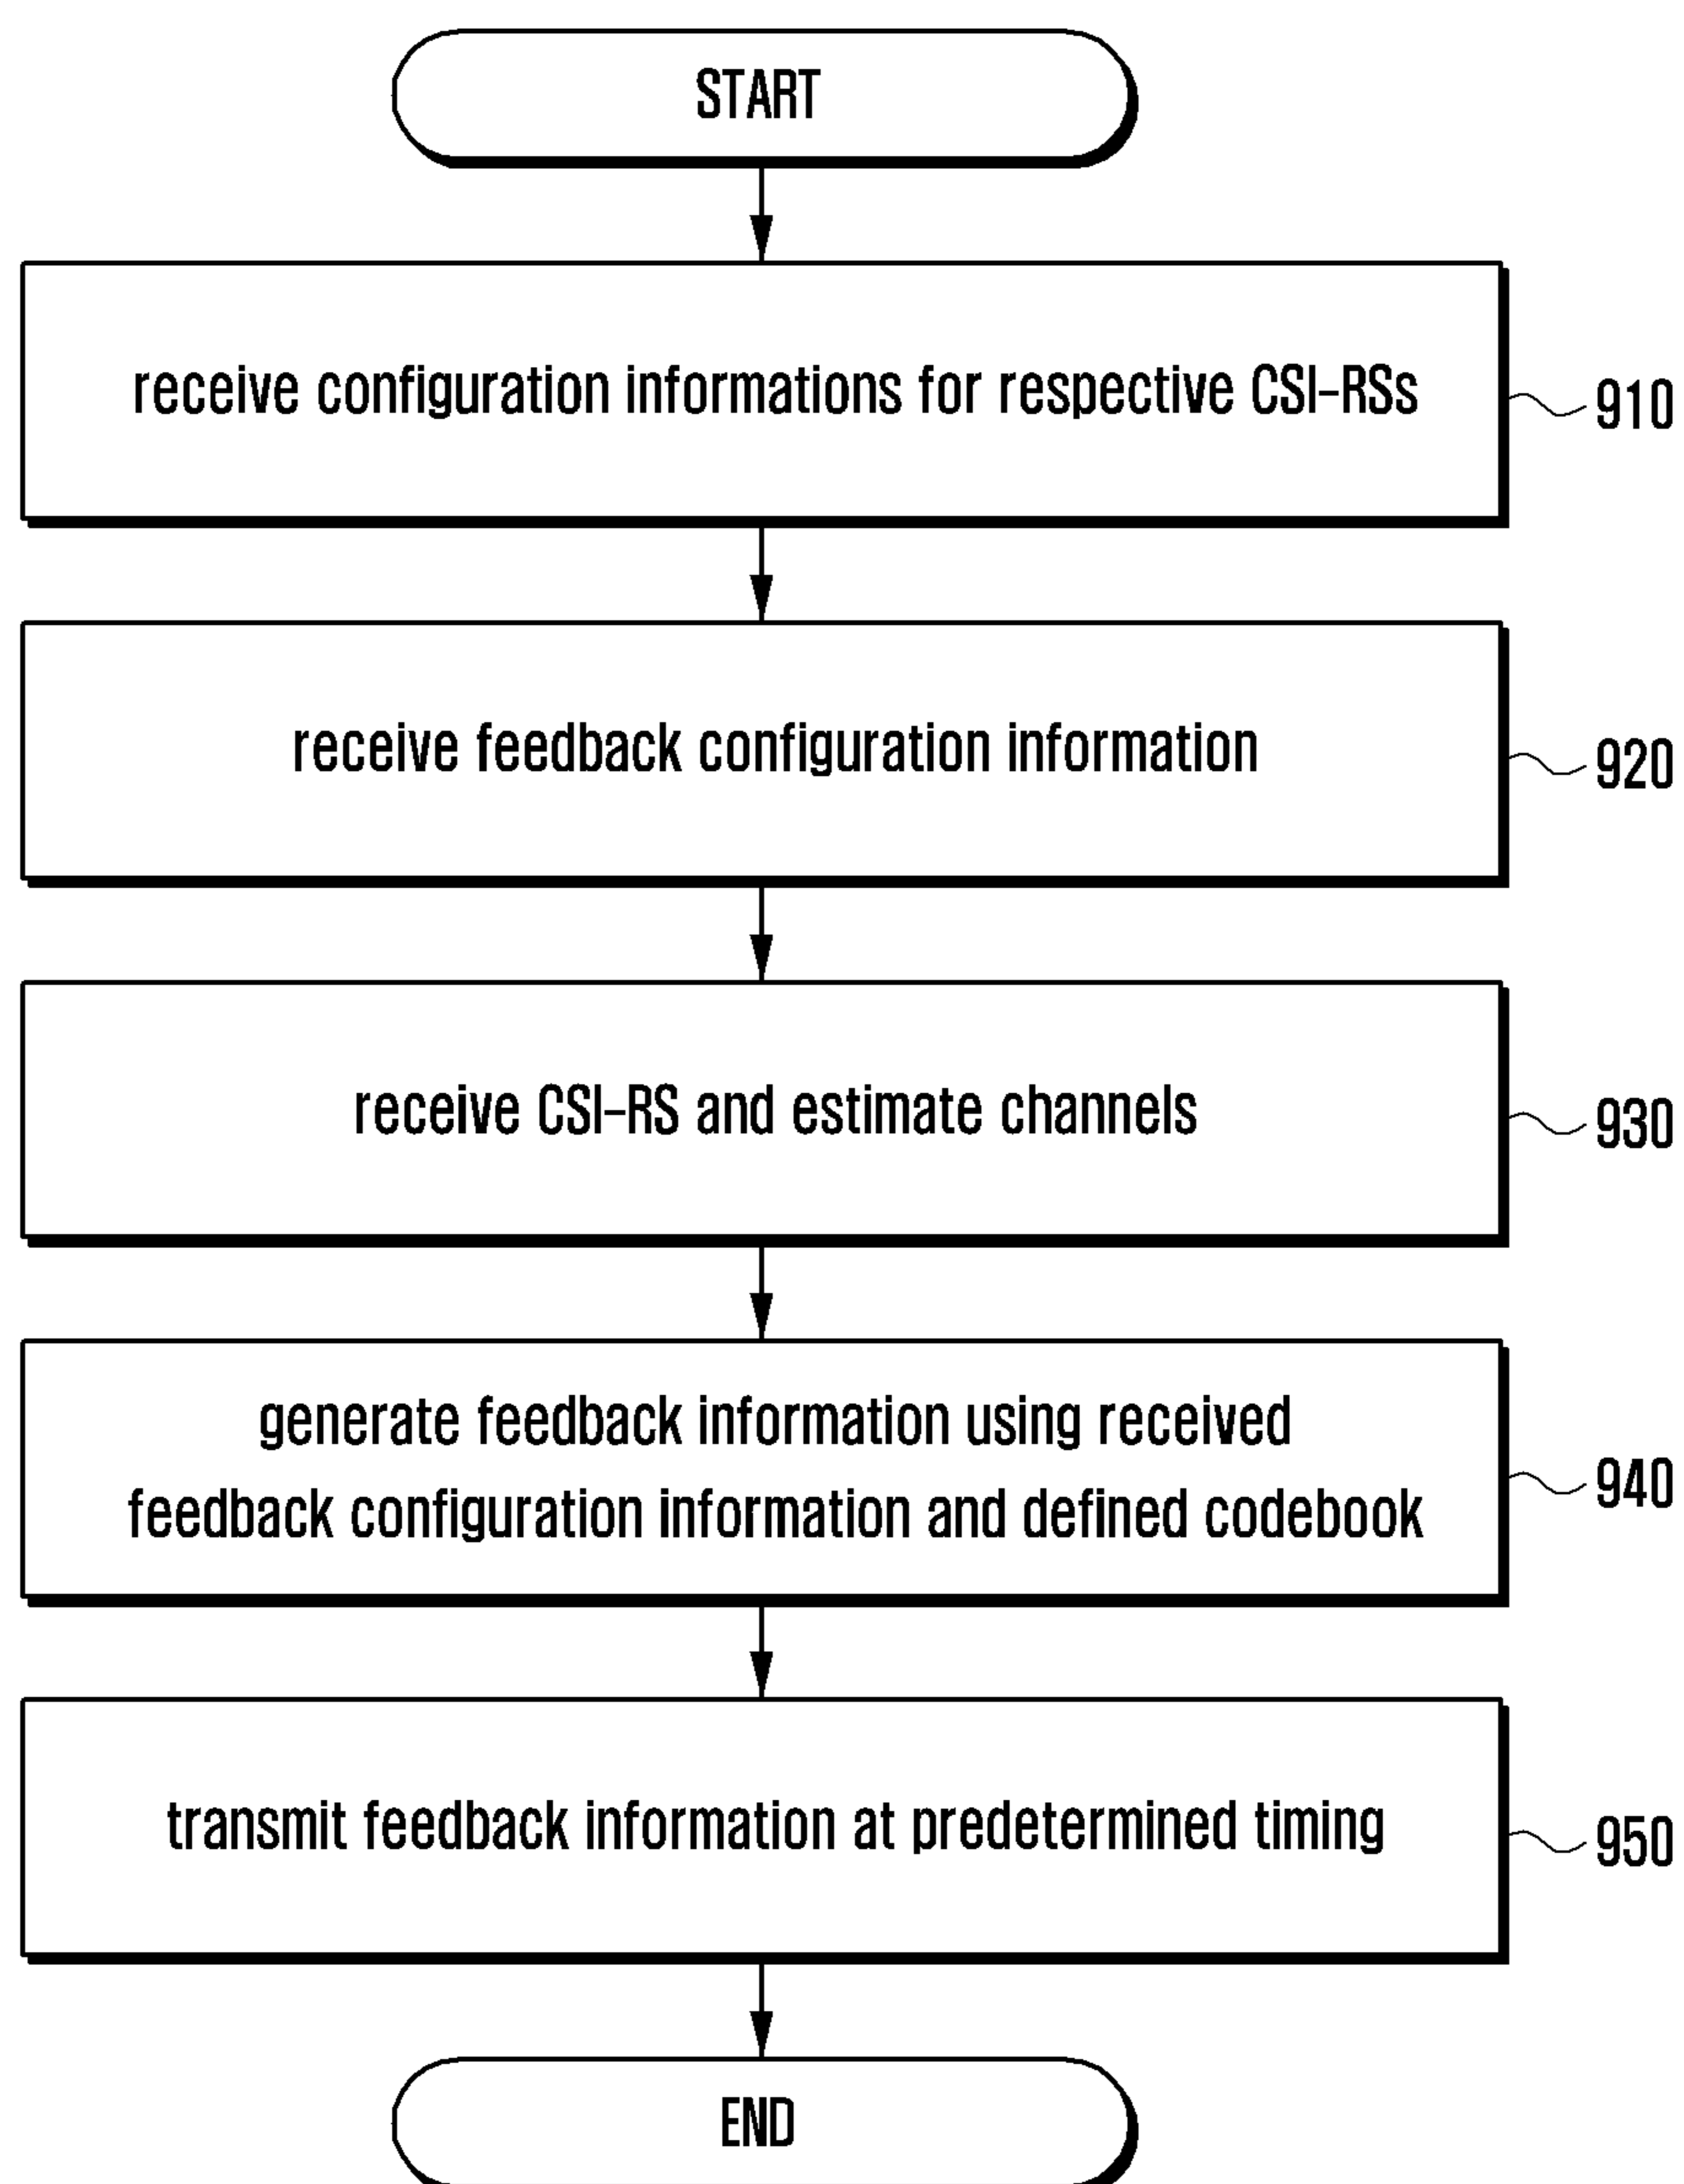 START
receive configuration informations for respective CSI-RSs
910
receive feedback configuration information
920
receive CSI-RS and estimate channels
930
generate feedback information using received
feedback configuration information and defined codebook
940
transmit feedback information at predetermined timing
950
END